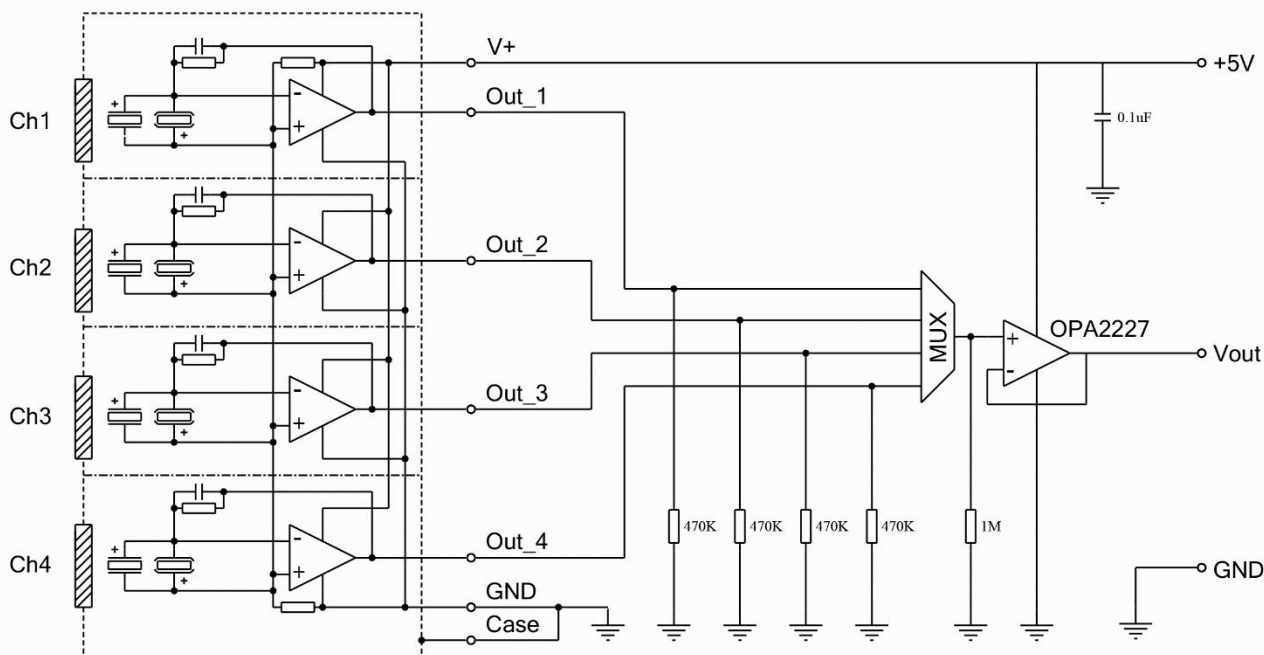 V+
+5V
Ch1
Out_1
- +
0.1uF
Ch2
Out_2
- +
MUX
OPA2227
+ -
Vout
Ch3
Out_3
- +
470K 470K 470K 470K 1M
Ch4
Out_4
- +
GND
GND
Case